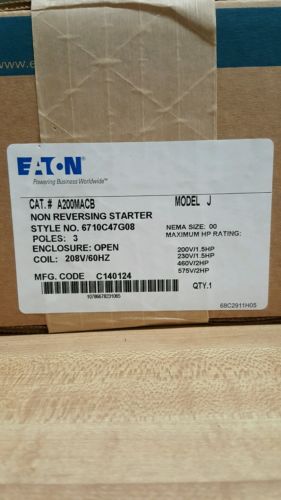 www.e
EATON
Powering Business Worldwide™
CAT.# A200MACB MODEL J
NON REVERSING STARTER
STYLE NO. 6710C47G08 NEMA SIZE: 00
POLES: 3 MAXIMUM HP RATING:
ENCLOSURE: OPEN 200V/1.5HP
COIL: 208V/60HZ 230V/1.5HP
460V/2HP
575V/2HP
MFG. CODE C140124
QTY.1
68C2911H05